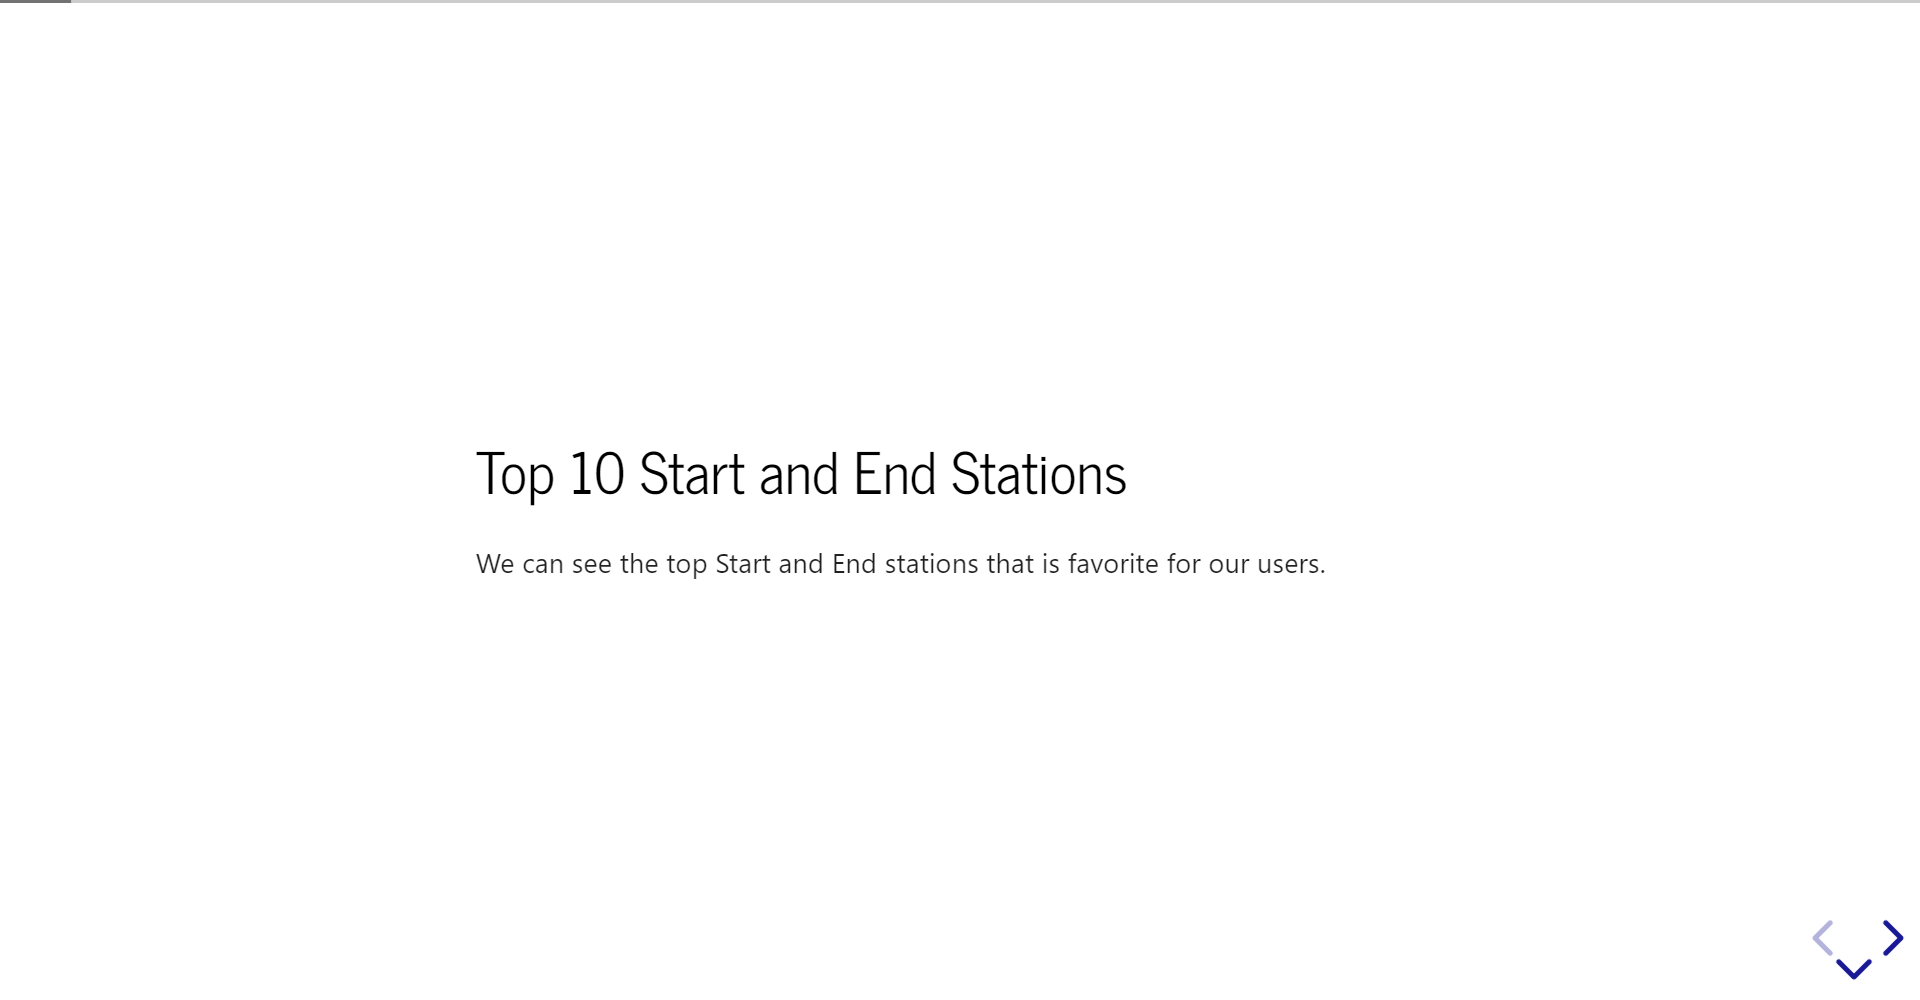 Top 10 Start and End Stations
We can see the top Start and End stations that is favorite for our users.